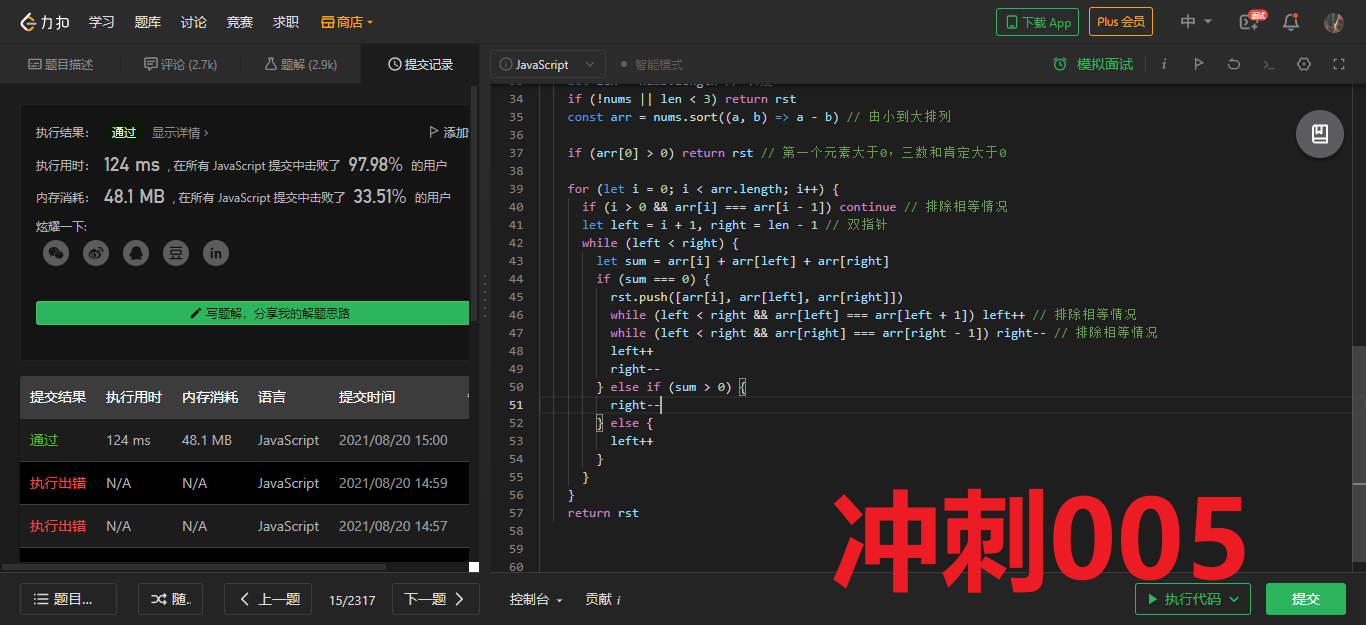 力扣 学习 题库 讨论 竞赛 求职 商店 下载 App Plus 会员 中 面试
题目描述 评论 (2.7k) 题解 (2.9k) 提交记录
执行结果： 通过 显示详情 > 添加
执行用时： 124 ms , 在所有 JavaScript 提交中击败了 97.98% 的用户
内存消耗： 48.1 MB , 在所有 JavaScript 提交中击败了 33.51% 的用户
炫耀一下:
写题解，分享我的解题思路
提交结果 执行用时 内存消耗 语言 提交时间
通过 124 ms 48.1 MB JavaScript 2021/08/20 15:00
执行出错 N/A N/A JavaScript 2021/08/20 14:59
执行出错 N/A N/A JavaScript 2021/08/20 14:57
题目... 随.. 上一题 15/2317 下一题
JavaScript 智能模式 模拟面试
34 if (!nums || len < 3) return rst
35 const arr = nums.sort((a, b) => a - b) // 由小到大排列
36
37 if (arr[0] > 0) return rst // 第一个元素大于0，三数和肯定大于0
38
39 for (let i = 0; i < arr.length; i++) {
40 if (i > 0 && arr[i] === arr[i - 1]) continue // 排除相等情况
41 let left = i + 1, right = len - 1 // 双指针
42 while (left < right) {
43 let sum = arr[i] + arr[left] + arr[right]
44 if (sum === 0) {
45 rst.push([arr[i], arr[left], arr[right]])
46 while (left < right && arr[left] === arr[left + 1]) left++ // 排除相等情况
47 while (left < right && arr[right] === arr[right - 1]) right-- // 排除相等情况
48 left++
49 right--
50 } else if (sum > 0) {
51 right--
52 } else {
53 left++
54 }
55 }
56 }
57 return rst
58
59
60
冲刺005
控制台 贡献 i 执行代码 提交